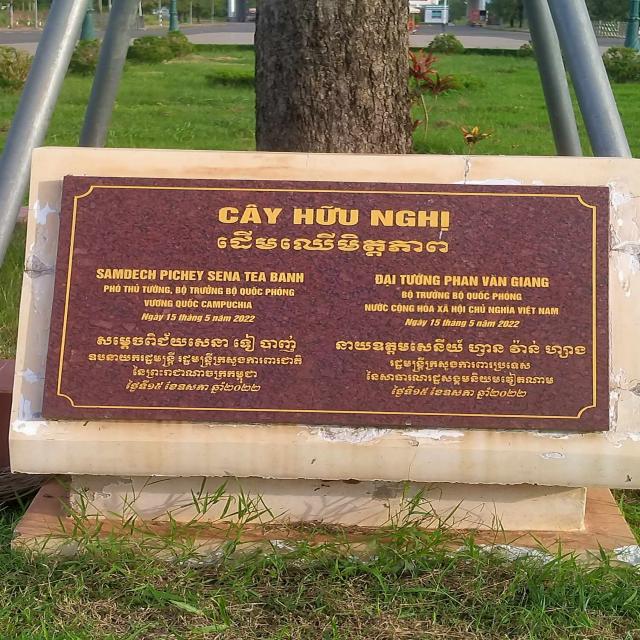 CÂY HỮU NGHỊ
ដើមឈើមិត្តភាព
SAMDECH PICHEY SENA TEA BANH
PHÓ THỦ TƯỚNG, BỘ TRƯỞNG BỘ QUỐC PHÒNG
VƯƠNG QUỐC CAMPUCHIA
Ngày 15 tháng 5 năm 2022
សម្តេចពិជ័យសេនា ទៀ បាញ់
ឧបនាយករដ្ឋមន្ត្រី រដ្ឋមន្ត្រីក្រសួងការពារជាតិ
នៃព្រះរាជាណាចក្រកម្ពុជា
ថ្ងៃទី១៥ ខែឧសភា ឆ្នាំ២០២២
ĐẠI TƯỚNG PHAN VĂN GIANG
BỘ TRƯỞNG BỘ QUỐC PHÒNG
NƯỚC CỘNG HÒA XÃ HỘI CHỦ NGHĨA VIỆT NAM
Ngày 15 tháng 5 năm 2022
នាយឧត្តមសេនីយ៍ ហ្វាន វ៉ាន់ ហ្យាង
រដ្ឋមន្ត្រីក្រសួងការពារប្រទេស
នៃសាធារណរដ្ឋសង្គមនិយមវៀតណាម
ថ្ងៃទី១៥ ខែឧសភា ឆ្នាំ២០២២